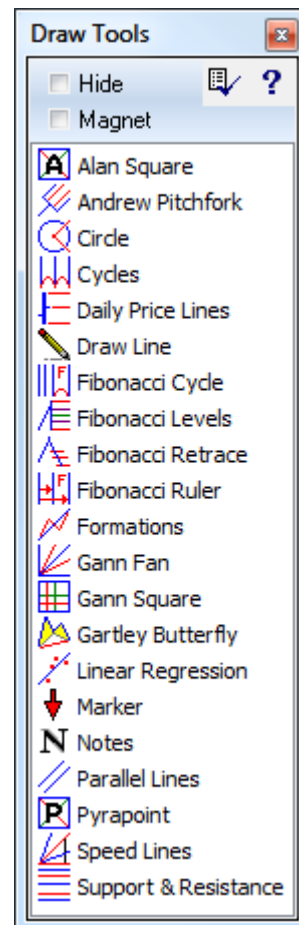 Draw Tools
Hide
?
Magnet
A Alan Square
Andrew Pitchfork
Circle
Cycles
Daily Price Lines
Draw Line
F Fibonacci Cycle
Fibonacci Levels
Fibonacci Retrace
F Fibonacci Ruler
Formations
Gann Fan
Gann Square
Gartley Butterfly
Linear Regression
Marker
N Notes
Parallel Lines
P Pyrapoint
Speed Lines
Support & Resistance